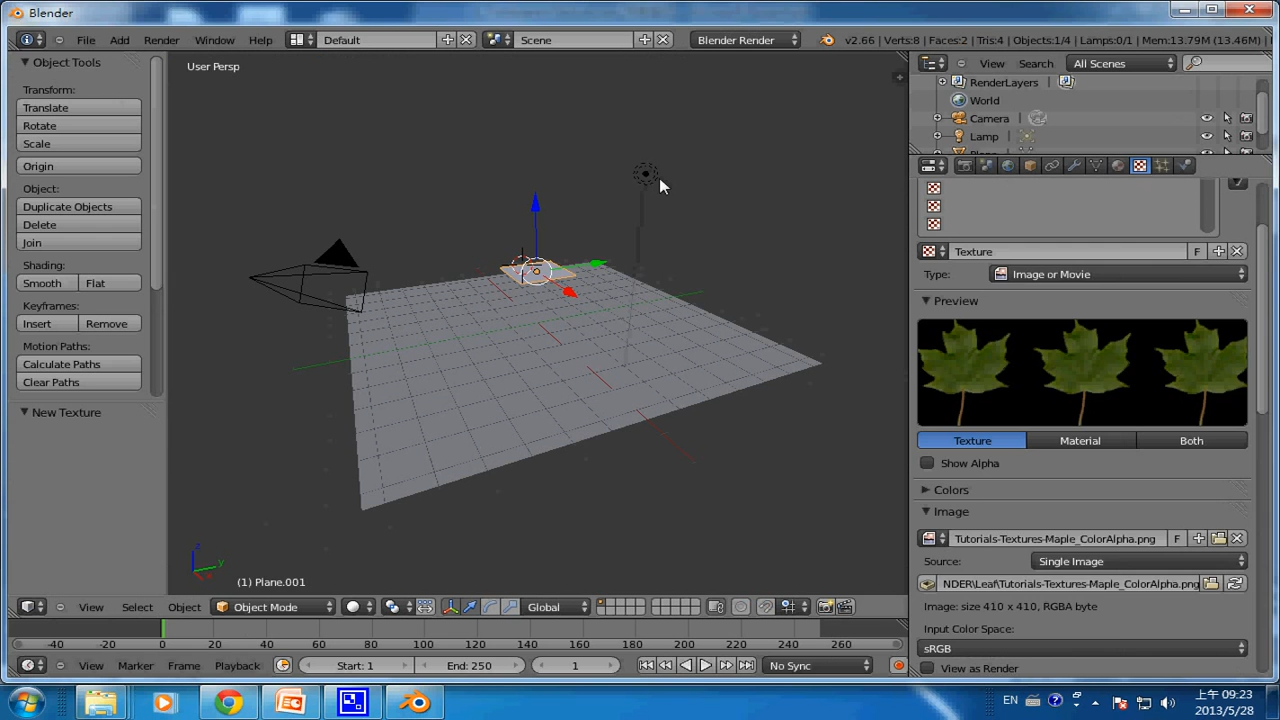 Blender
File Add Render Window Help Default Scene Blender Render v2.66 | Verts:8 | Faces:2 | Tris:4 | Objects:1/4 | Lamps:0/1 | Mem:13.79M (13.46M)
Object Tools
Transform:
Translate
Rotate
Scale
Origin
Object:
Duplicate Objects
Delete
Join
Shading:
Smooth Flat
Keyframes:
Insert Remove
Motion Paths:
Calculate Paths
Clear Paths
New Texture
User Persp
z
y
(1) Plane.001
View Select Object Object Mode Global
-40 -20 0 20 40 60 80 100 120 140 160 180 200 220 240 260
View Marker Frame Playback Start: 1 End: 250 1 No Sync
View Search All Scenes
RenderLayers
World
Camera
Lamp
Texture F
Type: Image or Movie
Preview
Texture Material Both
Show Alpha
Colors
Image
Tutorials-Textures-Maple_ColorAlpha.png F
Source: Single Image
NDER\Leaf\Tutorials-Textures-Maple_ColorAlpha.png
Image: size 410 x 410, RGBA byte
Input Color Space:
sRGB
View as Render
EN
上午 09:23
2013/5/28